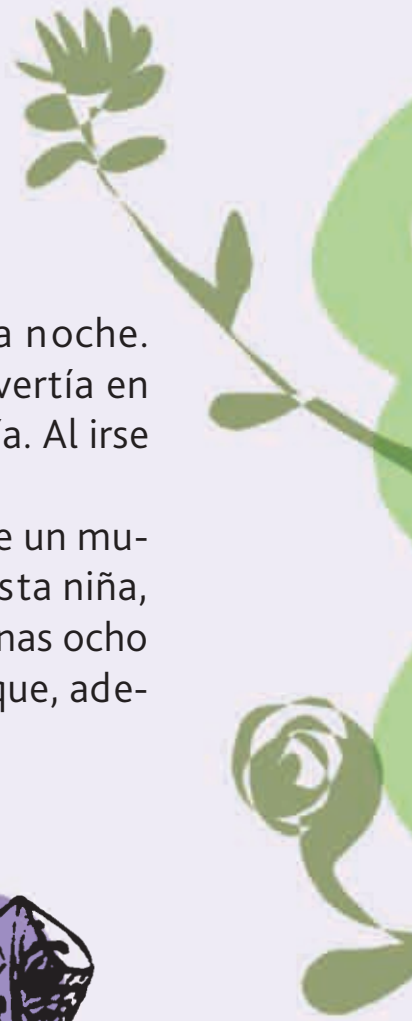 a noche.
vertía en
ía. Al irse
e un mu-
sta niña,
nas ocho
que, ade-